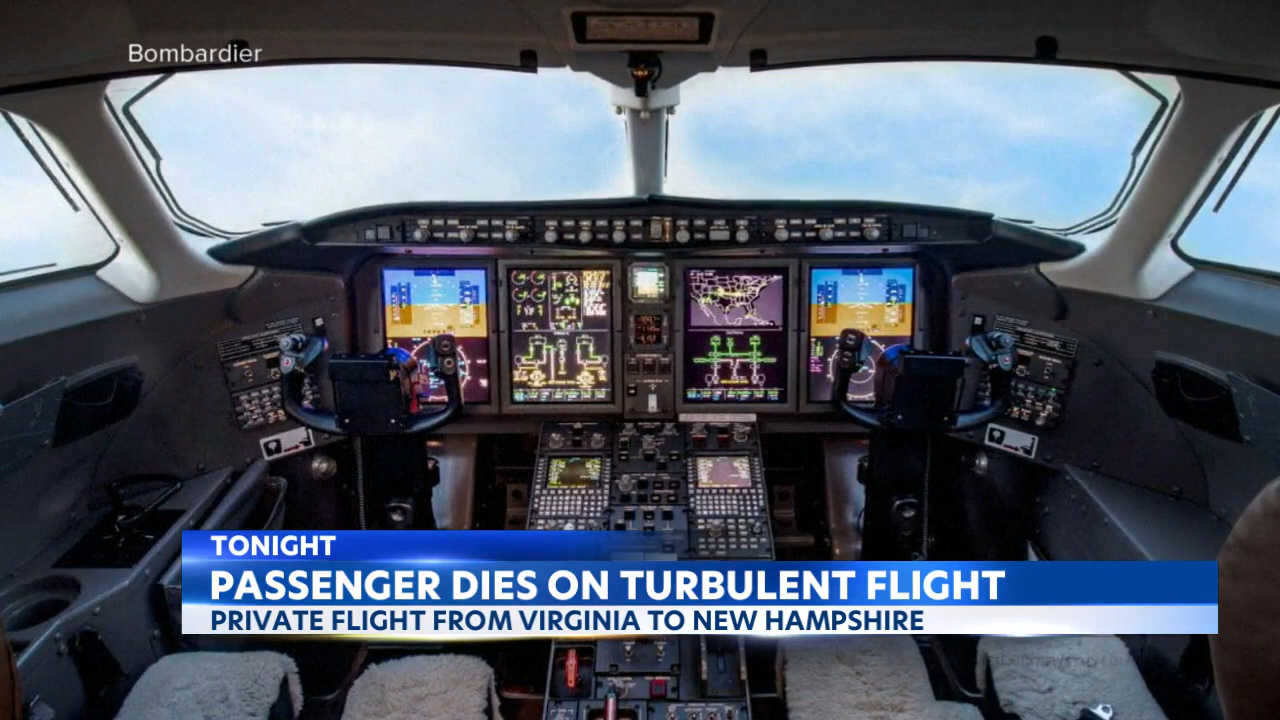 Bombardier
TONIGHT
PASSENGER DIES ON TURBULENT FLIGHT
PRIVATE FLIGHT FROM VIRGINIA TO NEW HAMPSHIRE